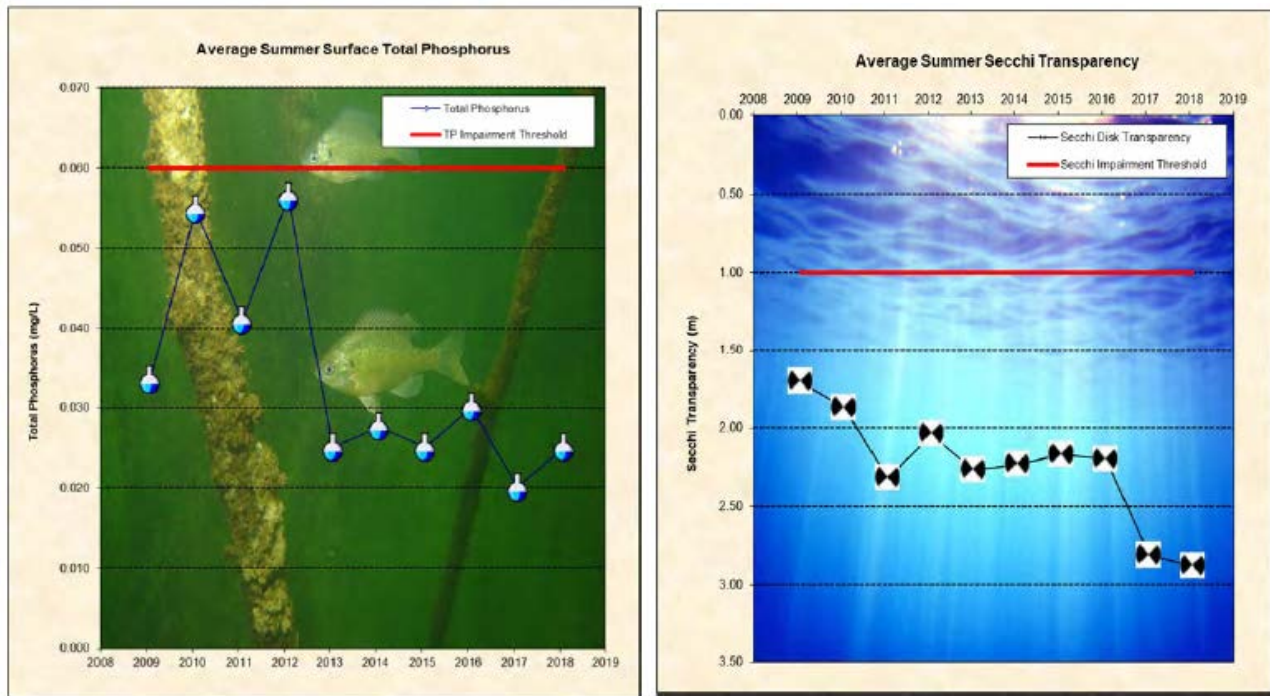 Average Summer Surface Total Phosphorus
0.070
0.060
0.050
0.040
0.030
0.020
0.010
0.000
Total Phosphorus (mg/L)
Total Phosphorus
TP Impairment Threshold
2008 2009 2010 2011 2012 2013 2014 2015 2016 2017 2018 2019
Average Summer Secchi Transparency
2008 2009 2010 2011 2012 2013 2014 2015 2016 2017 2018 2019
0.00
0.50
1.00
1.50
2.00
2.50
3.00
3.50
Secchi Transparency (m)
Secchi Disk Transparency
Secchi Impairment Threshold